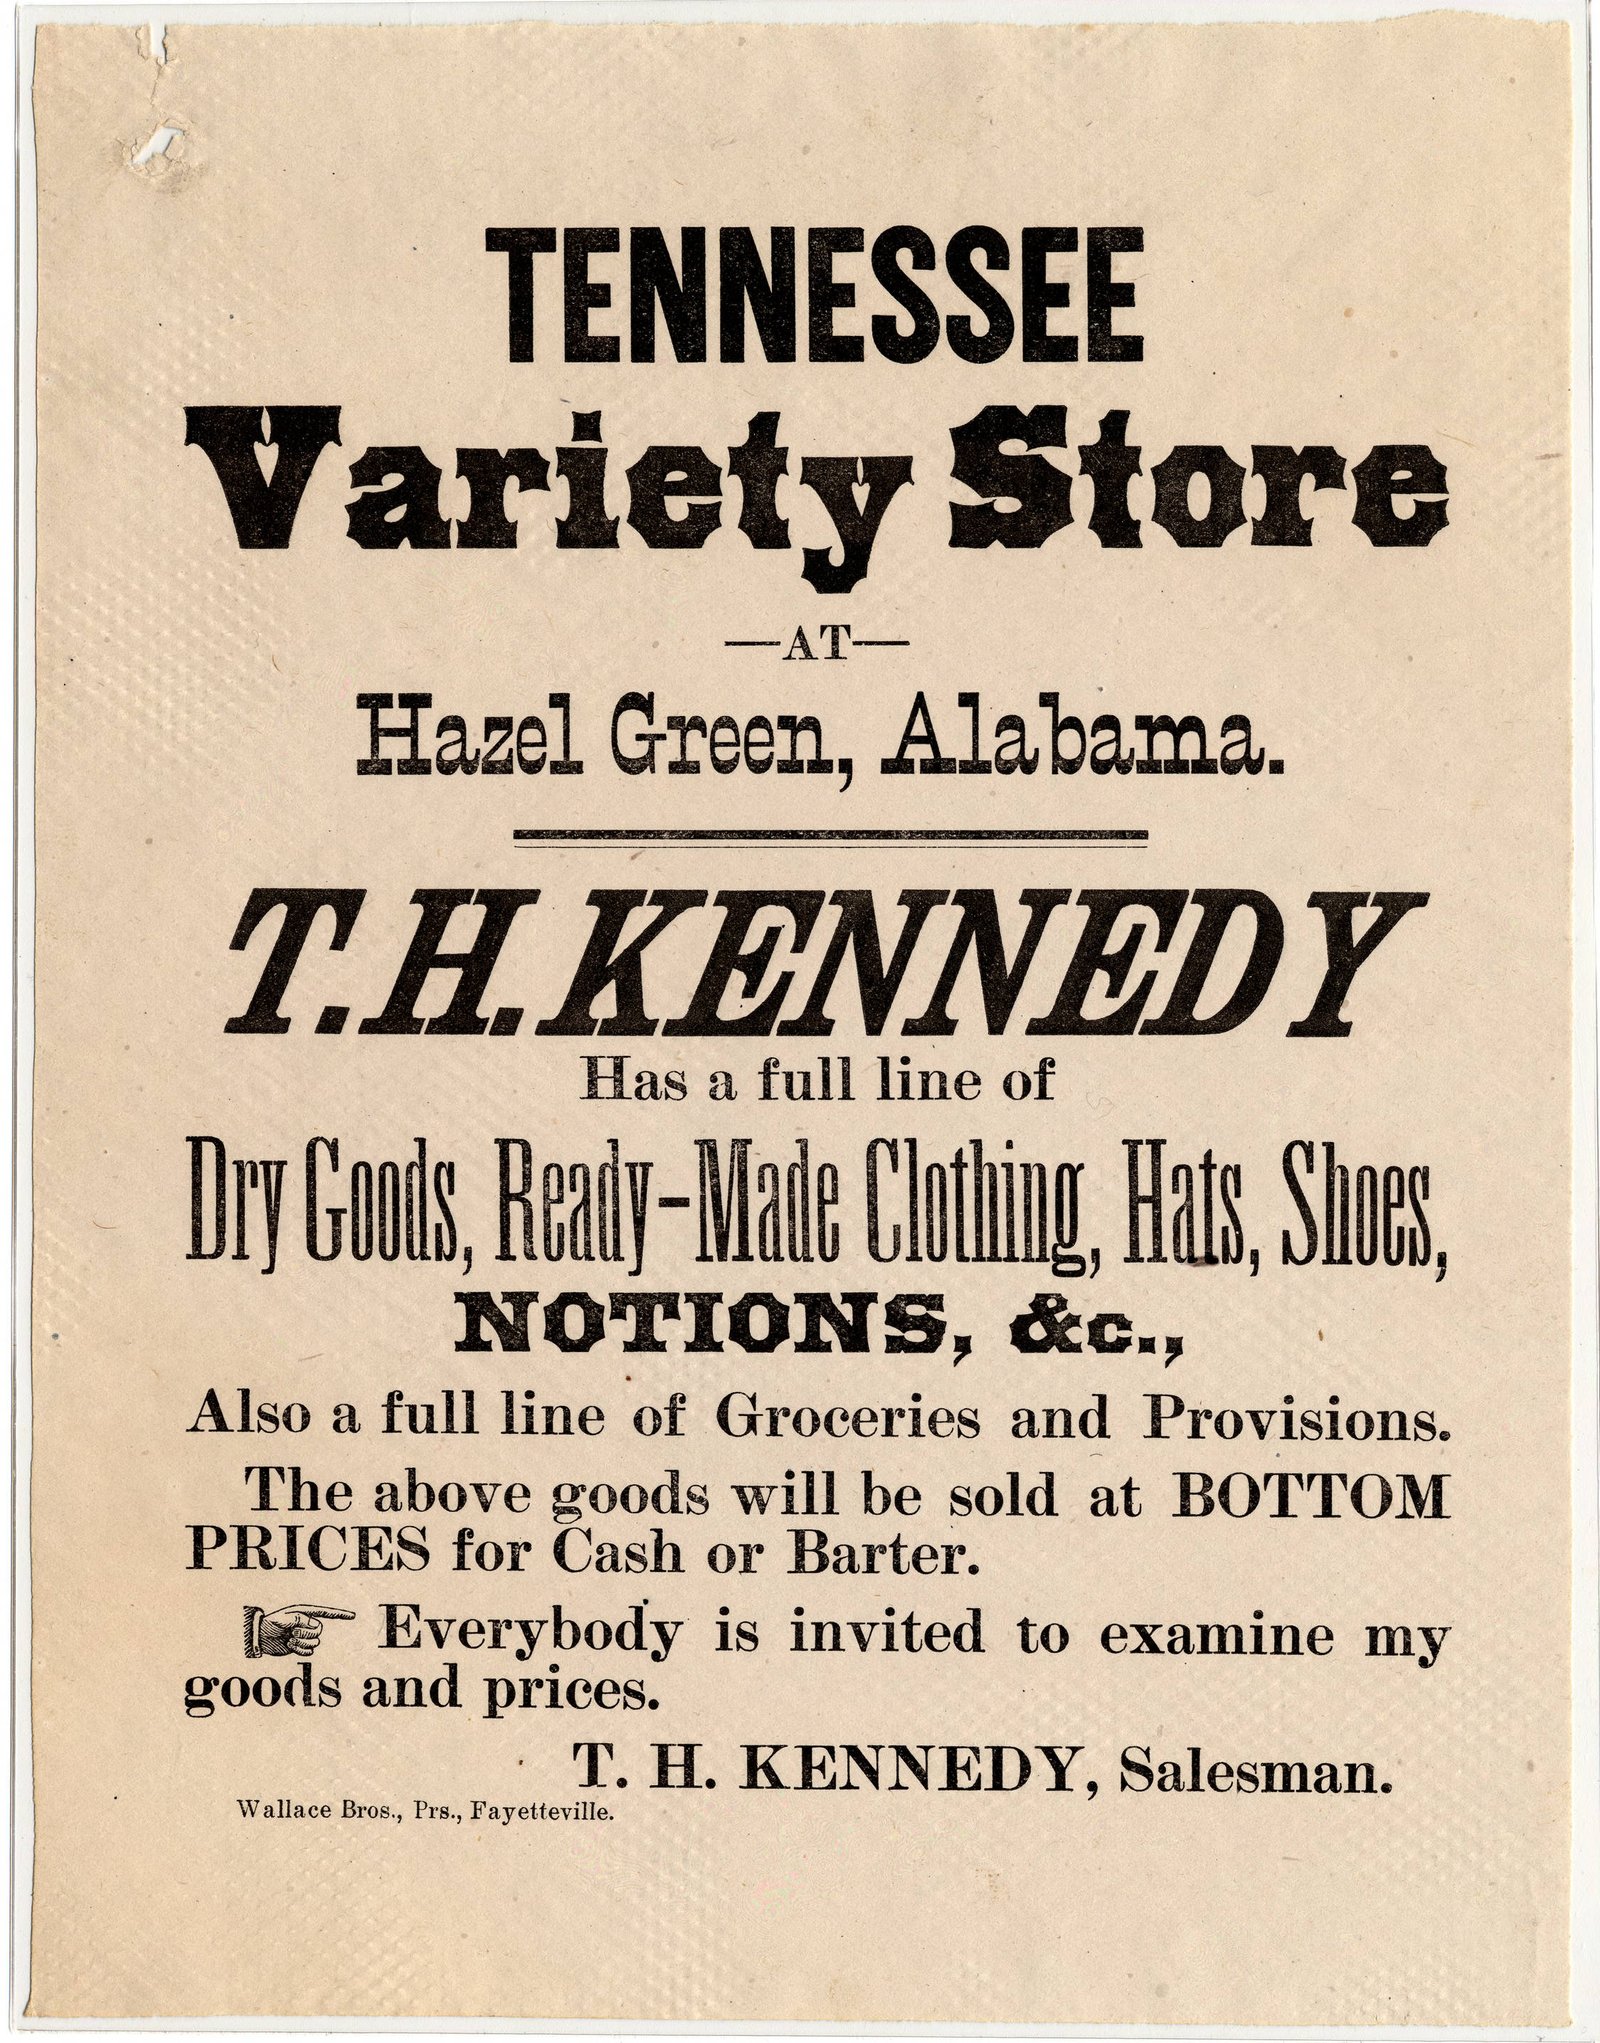 TENNESSEE
Variety Store
—AT—
Hazel Green, Alabama.
T. H. KENNEDY
Has a full line of
Dry Goods, Ready-Made Clothing, Hats, Shoes,
NOTIONS, &c.,
Also a full line of Groceries and Provisions.
The above goods will be sold at BOTTOM
PRICES for Cash or Barter.
☞ Everybody is invited to examine my
goods and prices.
T. H. KENNEDY, Salesman.
Wallace Bros., Prs., Fayetteville.